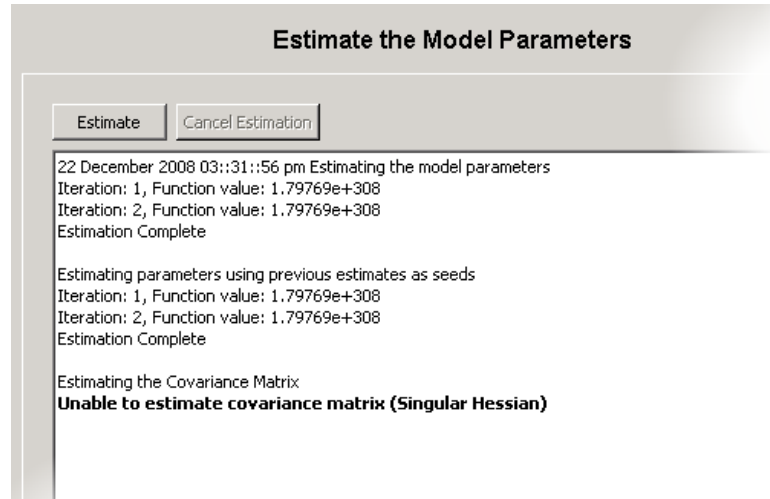 Estimate the Model Parameters
Estimate
Cancel Estimation
22 December 2008 03::31::56 pm Estimating the model parameters
Iteration: 1, Function value: 1.79769e+308
Iteration: 2, Function value: 1.79769e+308
Estimation Complete
Estimating parameters using previous estimates as seeds
Iteration: 1, Function value: 1.79769e+308
Iteration: 2, Function value: 1.79769e+308
Estimation Complete
Estimating the Covariance Matrix
Unable to estimate covariance matrix (Singular Hessian)